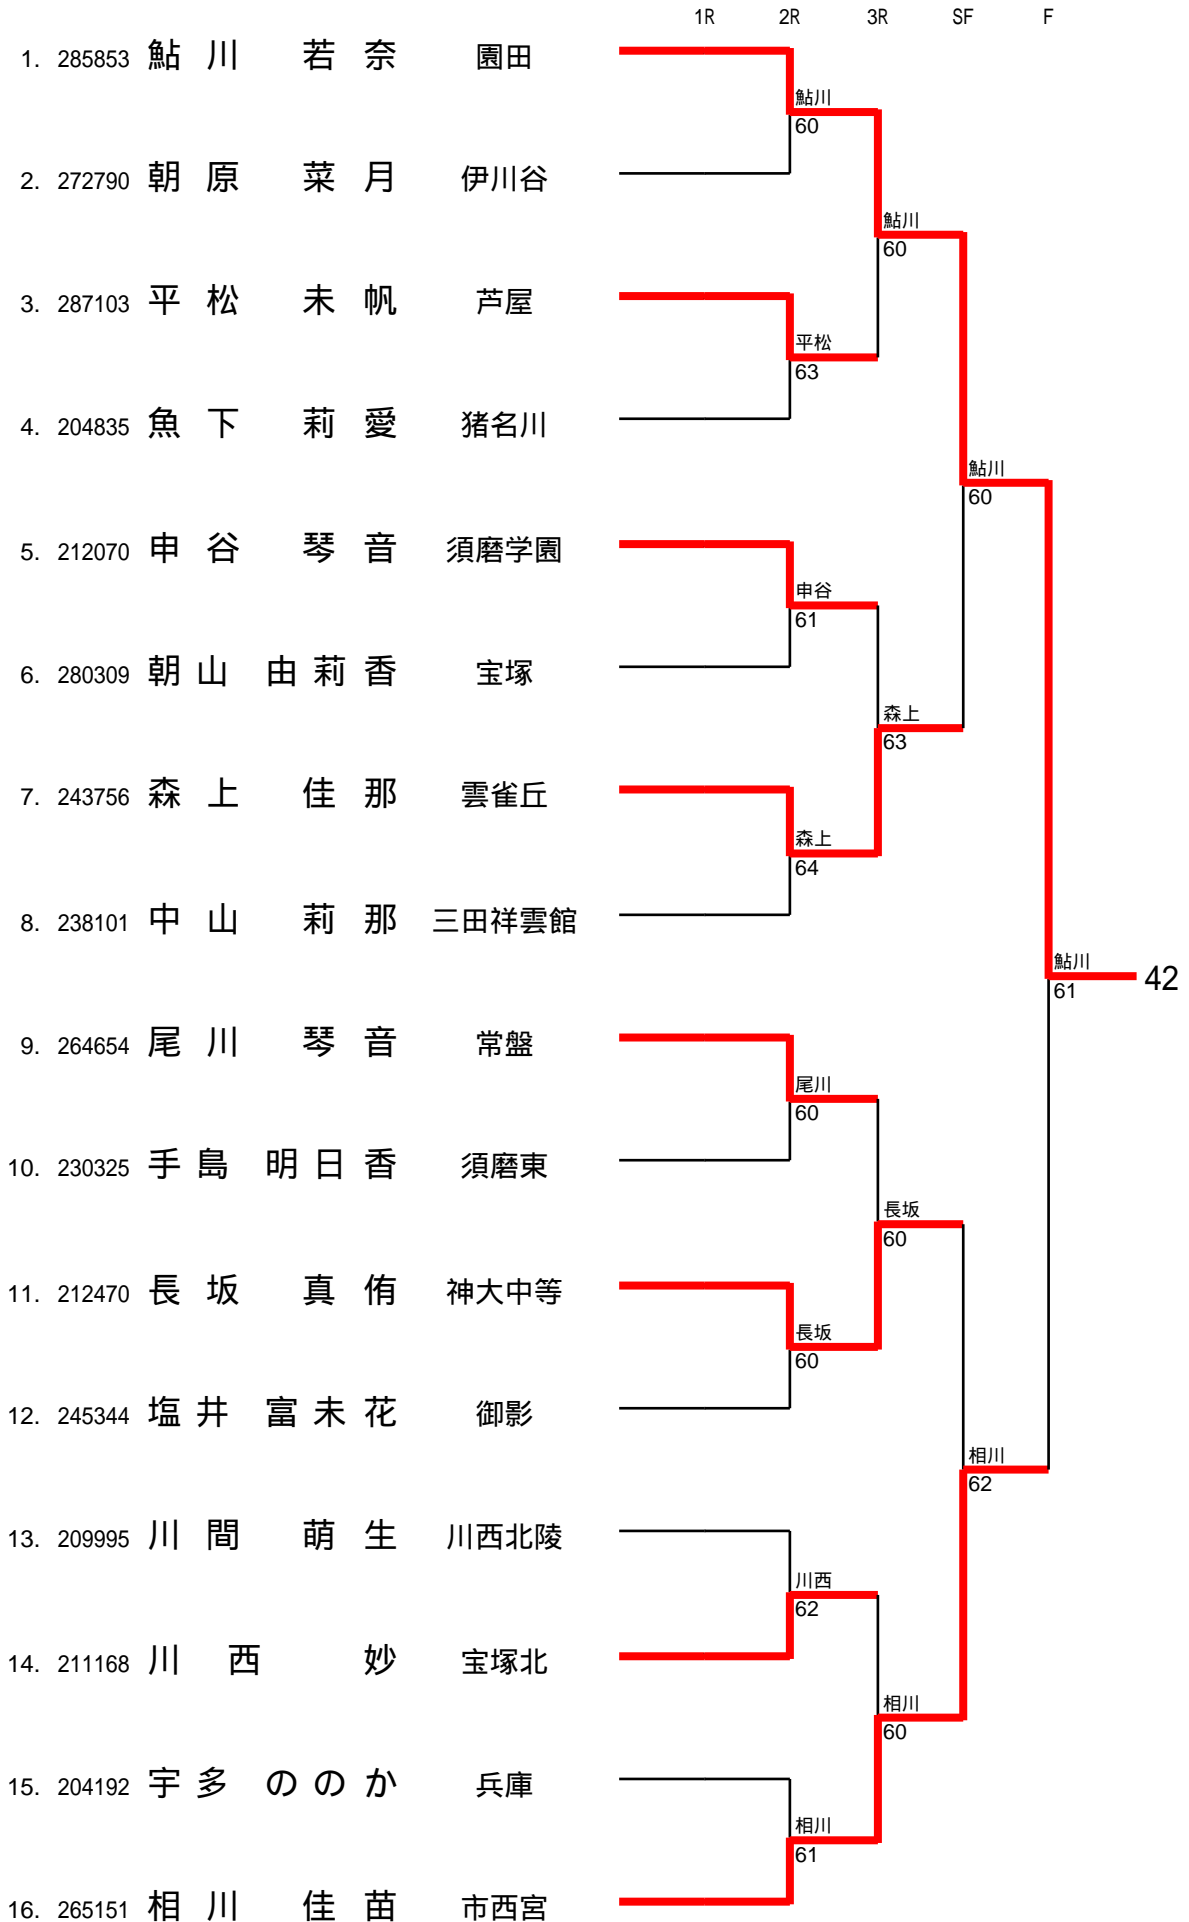 1R 2R 3R SF F
1. 285853 鮎川 若奈 園田
鮎川
60
2. 272790 朝原 菜月 伊川谷
鮎川
60
3. 287103 平松 未帆 芦屋
平松
63
4. 204835 魚下 莉愛 猪名川
鮎川
60
5. 212070 申谷 琴音 須磨学園
申谷
61
6. 280309 朝山 由莉香 宝塚
森上
63
7. 243756 森上 佳那 雲雀丘
森上
64
8. 238101 中山 莉那 三田祥雲館
鮎川
61
42
9. 264654 尾川 琴音 常盤
尾川
60
10. 230325 手島 明日香 須磨東
長坂
60
11. 212470 長坂 真侑 神大中等
長坂
60
12. 245344 塩井 富未花 御影
相川
62
13. 209995 川間 萌生 川西北陵
川西
62
14. 211168 川西 妙 宝塚北
相川
60
15. 204192 宇多 ののか 兵庫
相川
61
16. 265151 相川 佳苗 市西宮